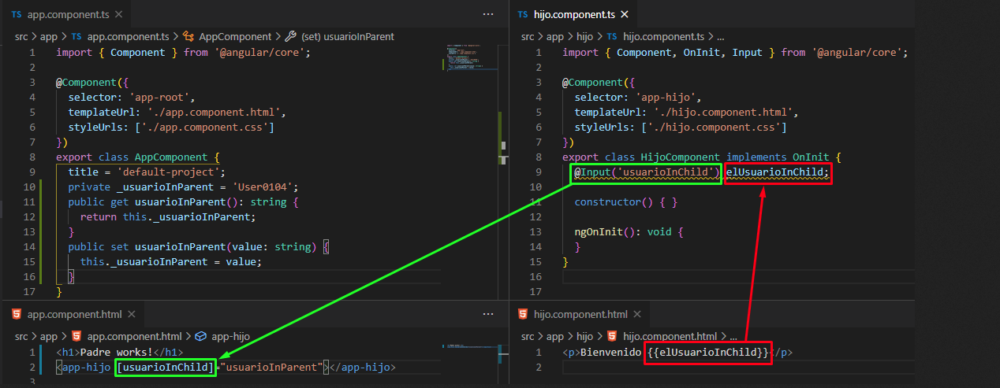 TS app.component.ts
src > app > TS app.component.ts > AppComponent > (set) usuarioInParent
1 import { Component } from '@angular/core';
2
3 @Component({
4 selector: 'app-root',
5 templateUrl: './app.component.html',
6 styleUrls: ['./app.component.css']
7 })
8 export class AppComponent {
9 title = 'default-project';
10 private _usuarioInParent = 'User0104';
11 public get usuarioInParent(): string {
12 return this._usuarioInParent;
13 }
14 public set usuarioInParent(value: string) {
15 this._usuarioInParent = value;
16 }
17 }
TS hijo.component.ts
src > app > hijo > TS hijo.component.ts > ...
1 import { Component, OnInit, Input } from '@angular/core';
2
3 @Component({
4 selector: 'app-hijo',
5 templateUrl: './hijo.component.html',
6 styleUrls: ['./hijo.component.css']
7 })
8 export class HijoComponent implements OnInit {
9 @Input('usuarioInChild') elUsuarioInChild;
10
11 constructor() { }
12
13 ngOnInit(): void {
14 }
15 }
16
17
app.component.html
src > app > app.component.html > app-hijo
1 <h1>Padre works!</h1>
2 <app-hijo [usuarioInChild]="usuarioInParent"></app-hijo>
3
hijo.component.html
src > app > hijo > hijo.component.html > ...
1 <p>Bienvenido {{elUsuarioInChild}}</p>
2